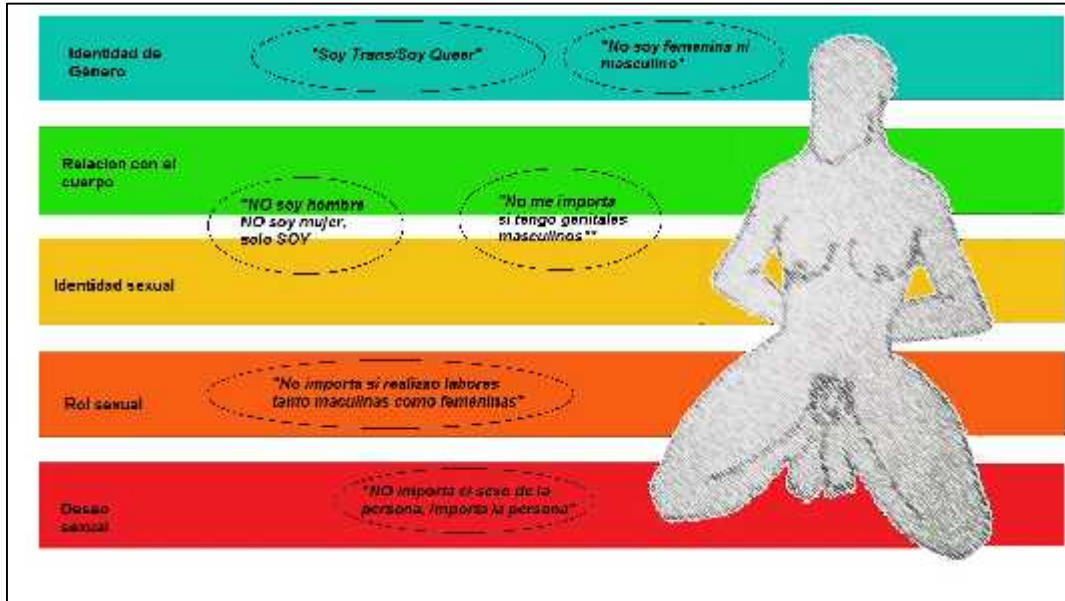 Identidad de
Género
"Soy Trans/Soy Queer"
"No soy femenina ni
masculino"
Relacion con el
cuerpo
"NO soy hombre
NO soy mujer,
solo SOY
"No me importa
si tengo genitales
masculinos""
Identidad sexual
Rol sexual
"No importa si realizao labores
tanto maculinas como femeninas"
Deseo
sexual
"NO importa el sexo de la
persona, importa la persona"